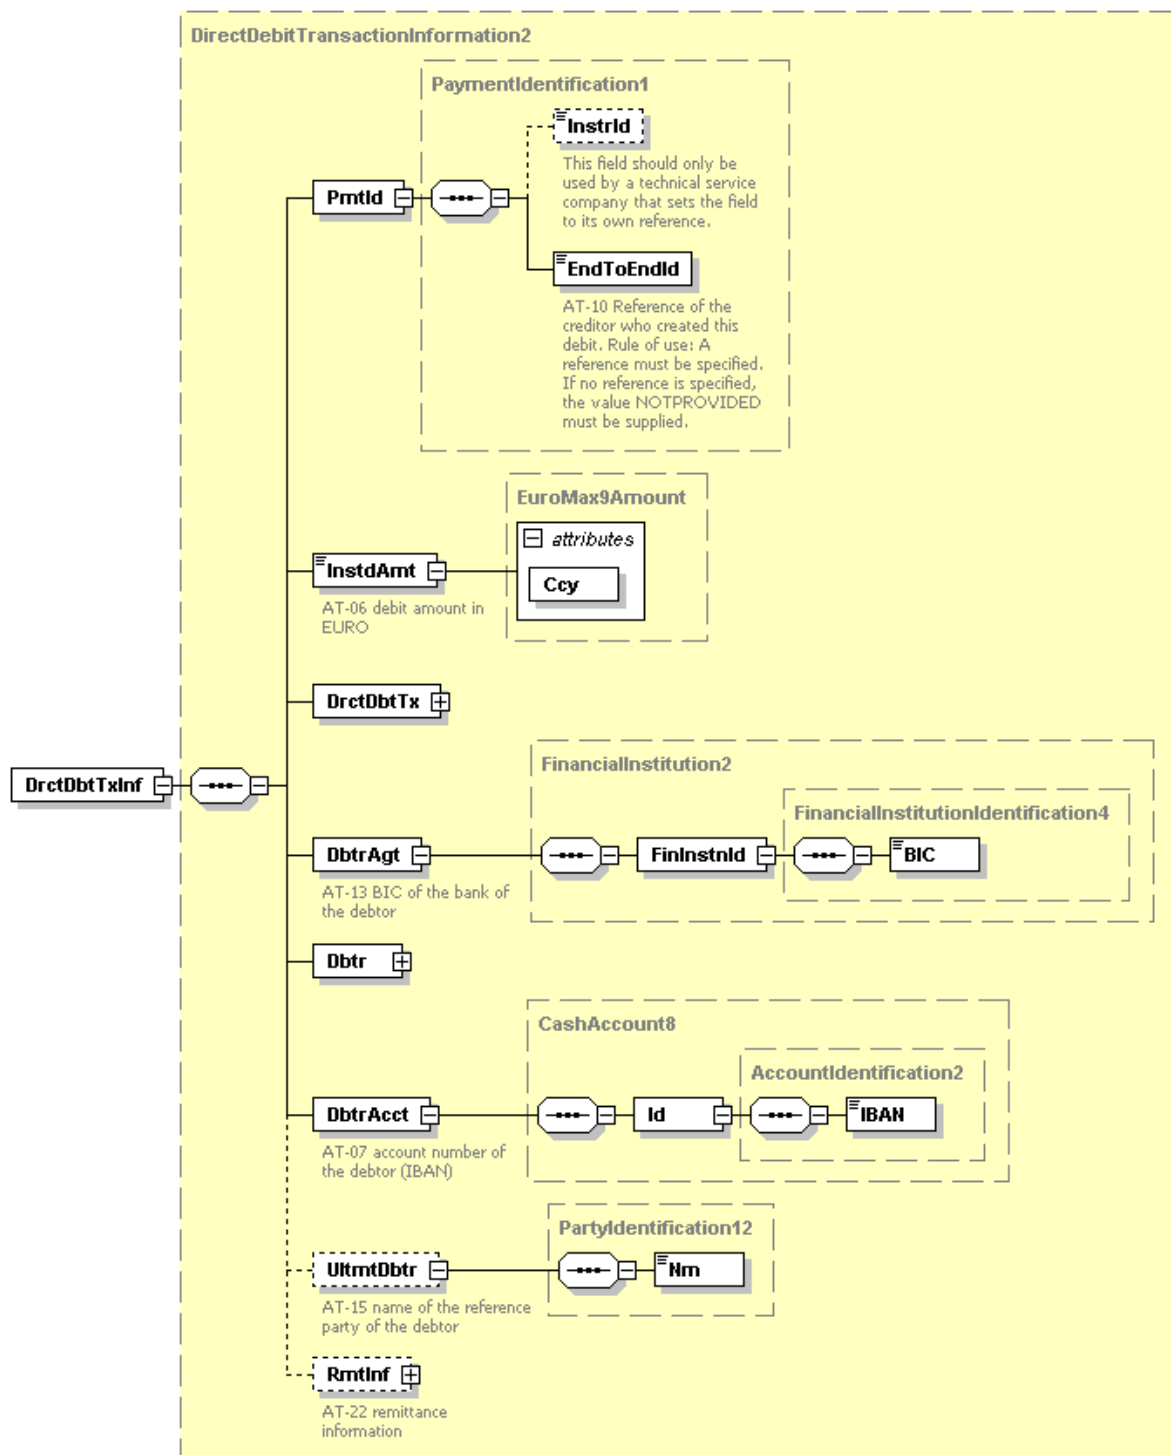 DirectDebitTransactionInformation2
PaymentIdentification1
InstrId
This field should only be
used by a technical service
company that sets the field
to its own reference.
PmtId
EndToEndId
AT-10 Reference of the
creditor who created this
debit. Rule of use: A
reference must be specified.
If no reference is specified,
the value NOTPROVIDED
must be supplied.
EuroMax9Amount
attributes
InstdAmt
Ccy
AT-06 debit amount in
EURO
DrctDbtTx
DrctDbtTxInf
FinancialInstitution2
FinancialInstitutionIdentification4
DbtrAgt
FinInstnId
BIC
AT-13 BIC of the bank of
the debtor
Dbtr
CashAccount8
AccountIdentification2
DbtrAcct
Id
IBAN
AT-07 account number of
the debtor (IBAN)
PartyIdentification12
UltmtDbtr
Nm
AT-15 name of the reference
party of the debtor
RmtInf
AT-22 remittance
information